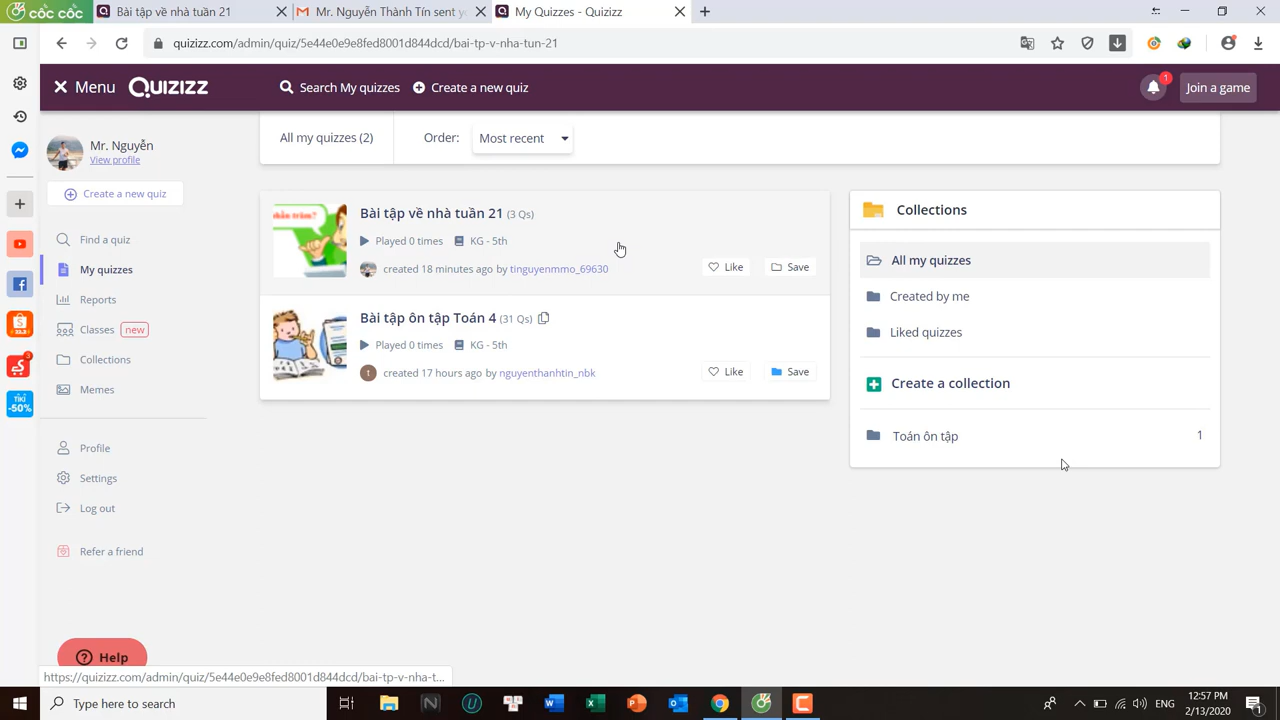 cốc cốc
Bài tập về nhà tuần 21
Mr. Nguyễn Thành Tín sent yo
My Quizzes - Quizizz
quizizz.com/admin/quiz/5e44e0e9e8fed8001d844dcd/bai-tp-v-nha-tun-21
Menu
QUIZIZZ
Search My quizzes
Create a new quiz
1
Join a game
Mr. Nguyễn
View profile
Create a new quiz
Find a quiz
My quizzes
Reports
Classes new
Collections
Memes
Profile
Settings
Log out
Refer a friend
Help
All my quizzes (2)
Order:
Most recent
Bài tập về nhà tuần 21 (3 Qs)
Played 0 times
KG - 5th
created 18 minutes ago by tinguyenmmo_69630
Like
Save
Bài tập ôn tập Toán 4 (31 Qs)
Played 0 times
KG - 5th
t
created 17 hours ago by nguyenthanhtin_nbk
Like
Save
Collections
All my quizzes
Created by me
Liked quizzes
Create a collection
Toán ôn tập
1
3
TIKI
-50%
https://quizizz.com/admin/quiz/5e44e0e9e8fed8001d844dcd/bai-tp-v-nha-t...
Type here to search
ENG
12:57 PM
2/13/2020